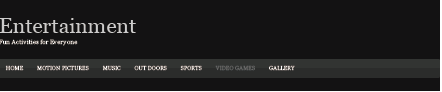 Entertainment
Fun Activities for Everyone
HOME MOTION PICTURES MUSIC OUT DOORS SPORTS VIDEO GAMES GALLERY